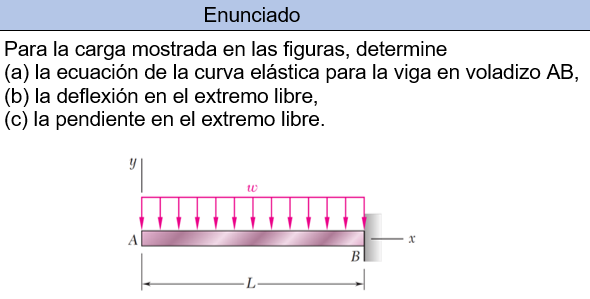 Enunciado
Para la carga mostrada en las figuras, determine
(a) la ecuación de la curva elástica para la viga en voladizo AB,
(b) la deflexión en el extremo libre,
(c) la pendiente en el extremo libre.
y
w
A
x
B
L